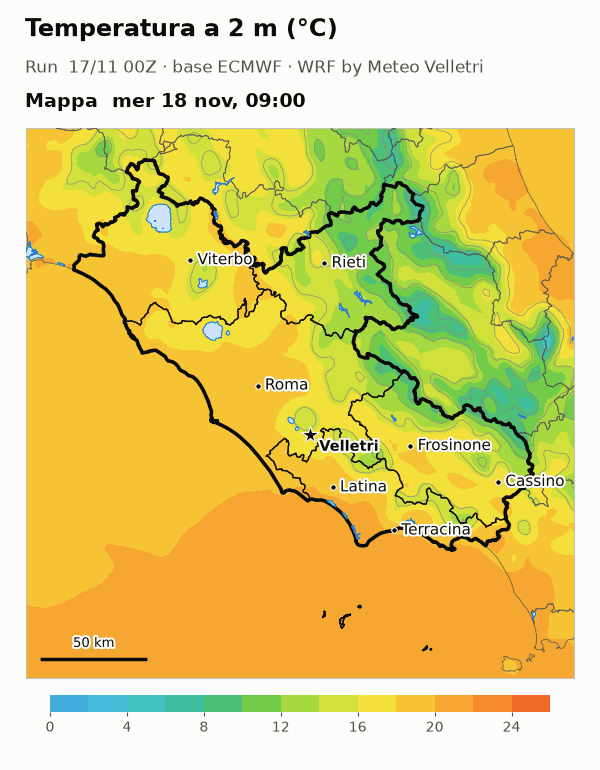 Temperatura a 2 m (°C)
Run  17/11 00Z · base ECMWF · WRF by Meteo Velletri
Mappa  mer 18 nov, 09:00
Viterbo
Rieti
Roma
Velletri
Frosinone
Cassino
Latina
Terracina
50 km
0 4 8 12 16 20 24